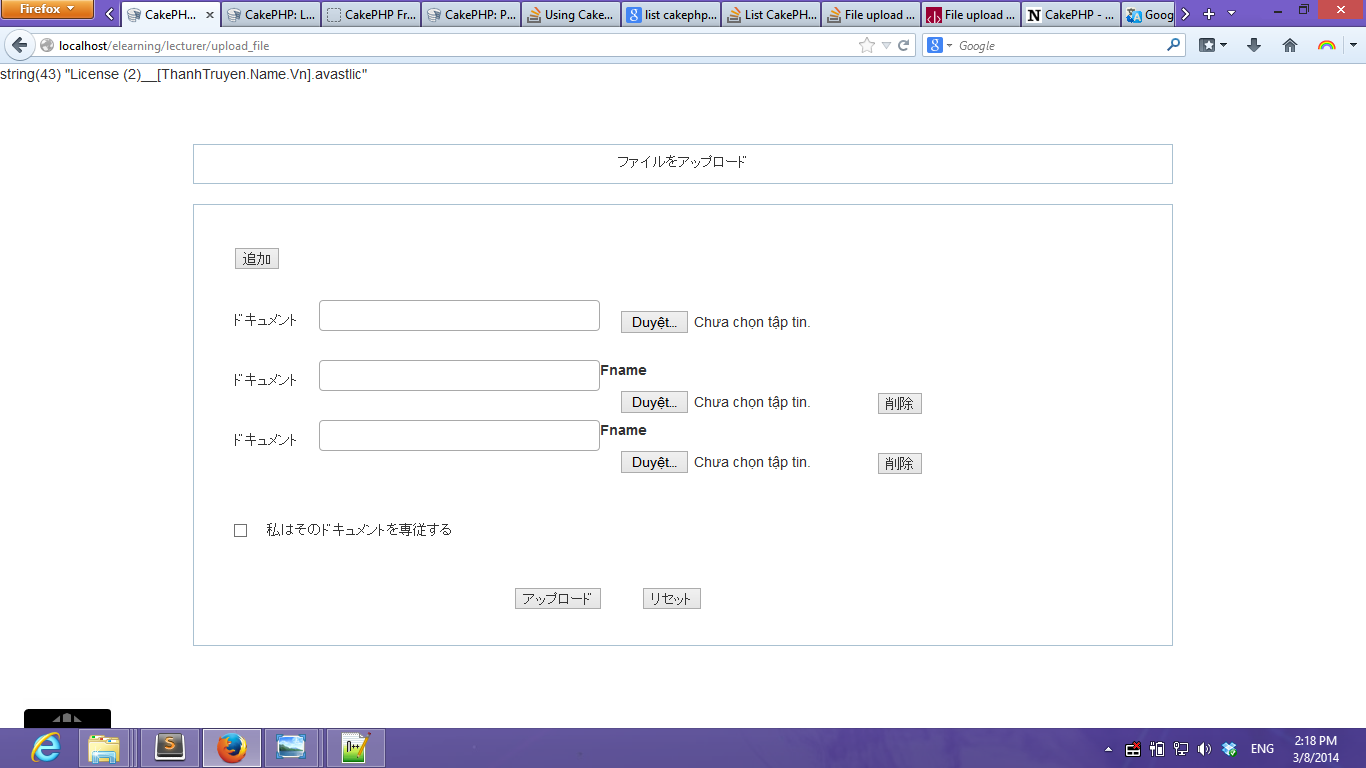 Firefox
CakePH... × CakePHP: L... CakePHP Fr... CakePHP: P... Using Cake... list cakephp... List CakePH... File upload ... File upload ... CakePHP - ... Goog
localhost/elearning/lecturer/upload_file Google
string(43) "License (2)__[ThanhTruyen.Name.Vn].avastlic"
ファイルをアップロード
追加
ドキュメント Duyệt... Chưa chọn tập tin.
ドキュメント Fname
Duyệt... Chưa chọn tập tin. 削除
ドキュメント Fname
Duyệt... Chưa chọn tập tin. 削除
私はそのドキュメントを専従する
アップロード リセット
ENG 2:18 PM
3/8/2014